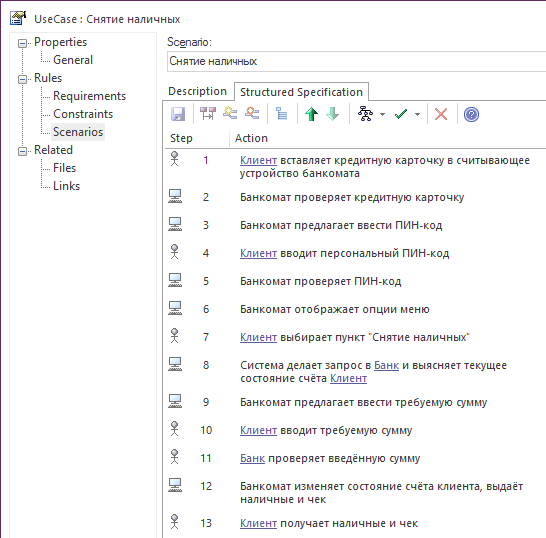 UseCase : Снятие наличных
Properties
General
Rules
Requirements
Constraints
Scenarios
Related
Files
Links
Scenario:
Снятие наличных
Description Structured Specification
Step Action
1 Клиент вставляет кредитную карточку в считывающее
устройство банкомата
2 Банкомат проверяет кредитную карточку
3 Банкомат предлагает ввести ПИН-код
4 Клиент вводит персональный ПИН-код
5 Банкомат проверяет ПИН-код
6 Банкомат отображает опции меню
7 Клиент выбирает пункт "Снятие наличных"
8 Система делает запрос в Банк и выясняет текущее
состояние счёта Клиент
9 Банкомат предлагает ввести требуемую сумму
10 Клиент вводит требуемую сумму
11 Банк проверяет введённую сумму
12 Банкомат изменяет состояние счёта клиента, выдаёт
наличные и чек
13 Клиент получает наличные и чек